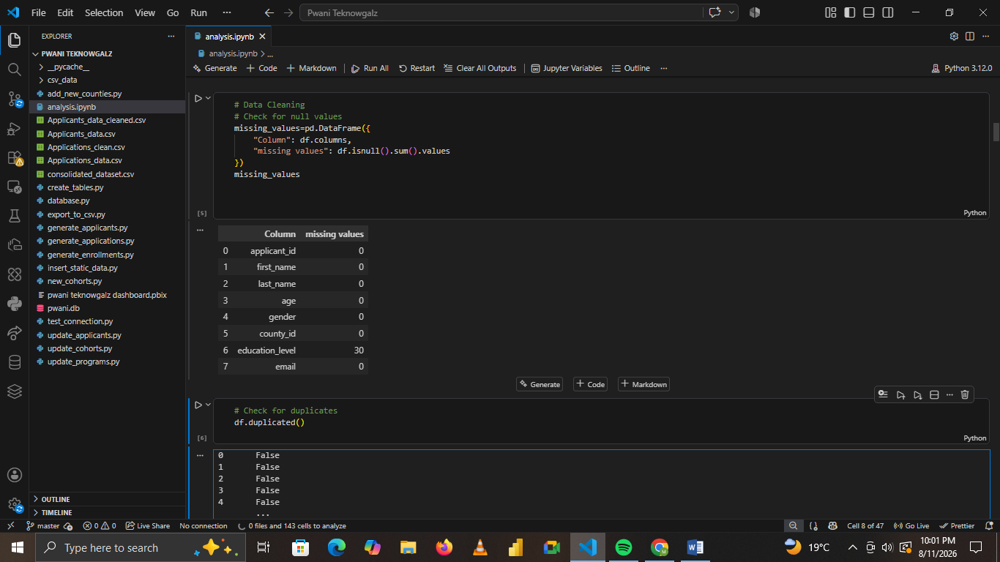 File Edit Selection View Go Run ··· Pwani Teknowgalz
EXPLORER ···
PWANI TEKNOWGALZ
__pycache__
csv_data
add_new_counties.py
analysis.ipynb
Applicants_data_cleaned.csv
Applicants_data.csv
Applications_clean.csv
Applications_data.csv
consolidated_dataset.csv
create_tables.py
database.py
export_to_csv.py
generate_applicants.py
generate_applications.py
generate_enrollments.py
insert_static_data.py
new_cohorts.py
pwani teknowgalz dashboard.pbix
pwani.db
test_connection.py
update_applicants.py
update_cohorts.py
update_programs.py
OUTLINE
TIMELINE
analysis.ipynb
analysis.ipynb > ...
Generate + Code + Markdown Run All Restart Clear All Outputs Jupyter Variables Outline ··· Python 3.12.0
# Data Cleaning
# Check for null values
missing_values=pd.DataFrame({
"Column": df.columns,
"missing values": df.isnull().sum().values
})
missing_values
[5] Python
Column missing values
0 applicant_id 0
1 first_name 0
2 last_name 0
3 age 0
4 gender 0
5 county_id 0
6 education_level 30
7 email 0
Generate + Code + Markdown
# Check for duplicates
df.duplicated()
[6] Python
0 False
1 False
2 False
3 False
4 False
...
master 0 0 Live Share No connection 0 files and 143 cells to analyze Cell 8 of 47 Go Live Prettier
Type here to search 19°C 10:01 PM
8/11/2026